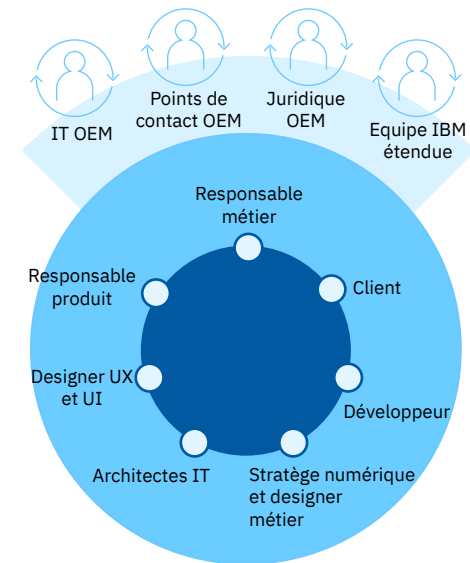 IT OEM
Points de
contact OEM
Juridique
OEM
Equipe IBM
étendue
Responsable
métier
Responsable
produit
Client
Designer UX
et UI
Développeur
Architectes IT
Stratège numérique
et designer
métier